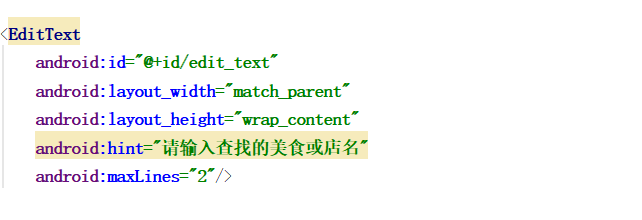 <EditText
android:id="@+id/edit_text"
android:layout_width="match_parent"
android:layout_height="wrap_content"
android:hint="请输入查找的美食或店名"
android:maxLines="2"/>